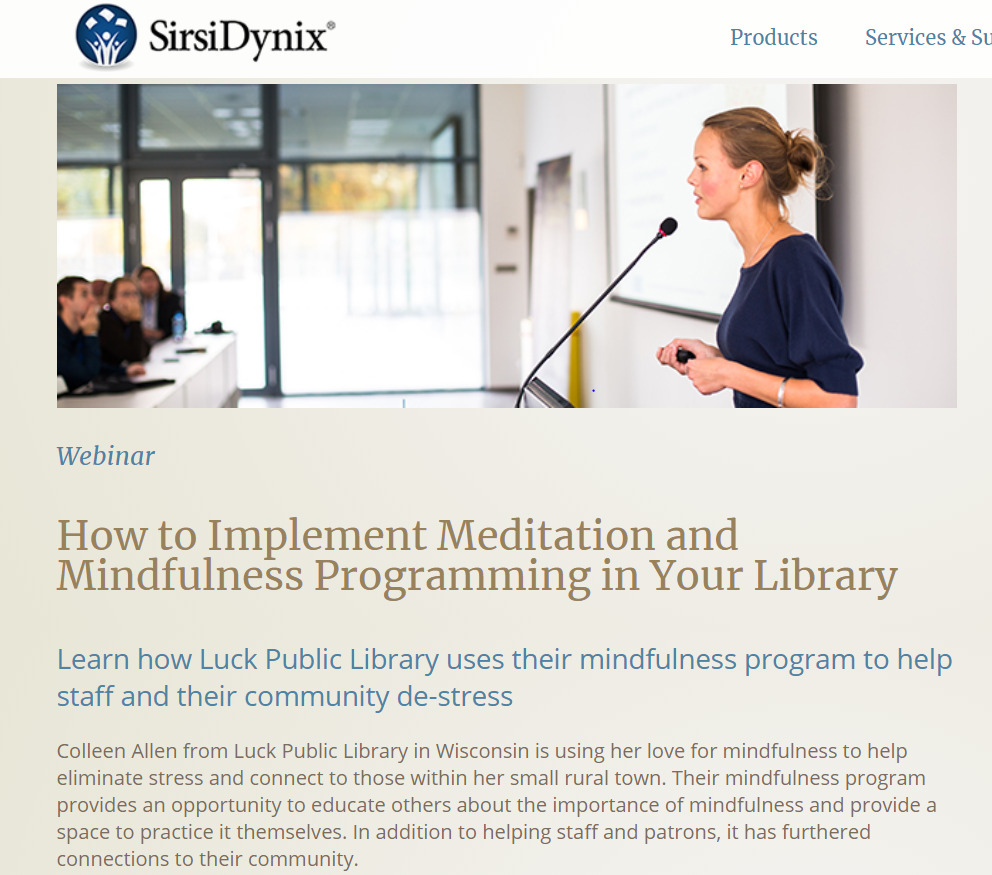 SirsiDynix®
Products Services & Su
Webinar
How to Implement Meditation and
Mindfulness Programming in Your Library
Learn how Luck Public Library uses their mindfulness program to help
staff and their community de-stress
Colleen Allen from Luck Public Library in Wisconsin is using her love for mindfulness to help
eliminate stress and connect to those within her small rural town. Their mindfulness program
provides an opportunity to educate others about the importance of mindfulness and provide a
space to practice it themselves. In addition to helping staff and patrons, it has furthered
connections to their community.